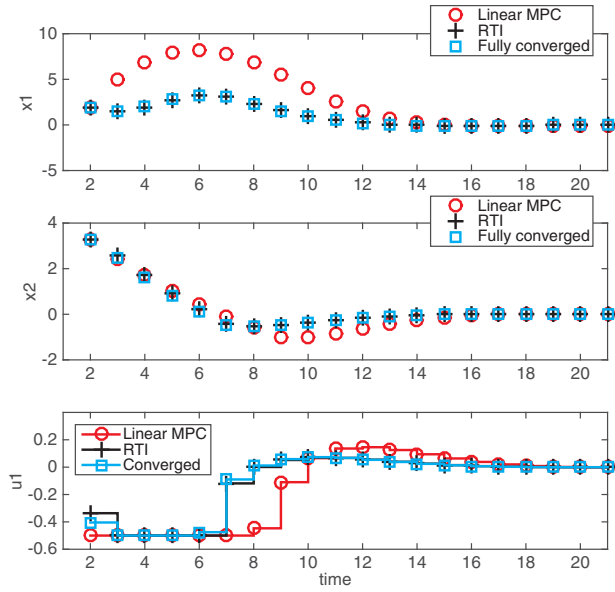 Linear MPC
RTI
Fully converged
10
5
0
-5
x1
2 4 6 8 10 12 14 16 18 20
Linear MPC
RTI
Fully converged
4
2
0
-2
x2
2 4 6 8 10 12 14 16 18 20
Linear MPC
RTI
Converged
0.2
0
-0.2
-0.4
-0.6
u1
2 4 6 8 10 12 14 16 18 20
time